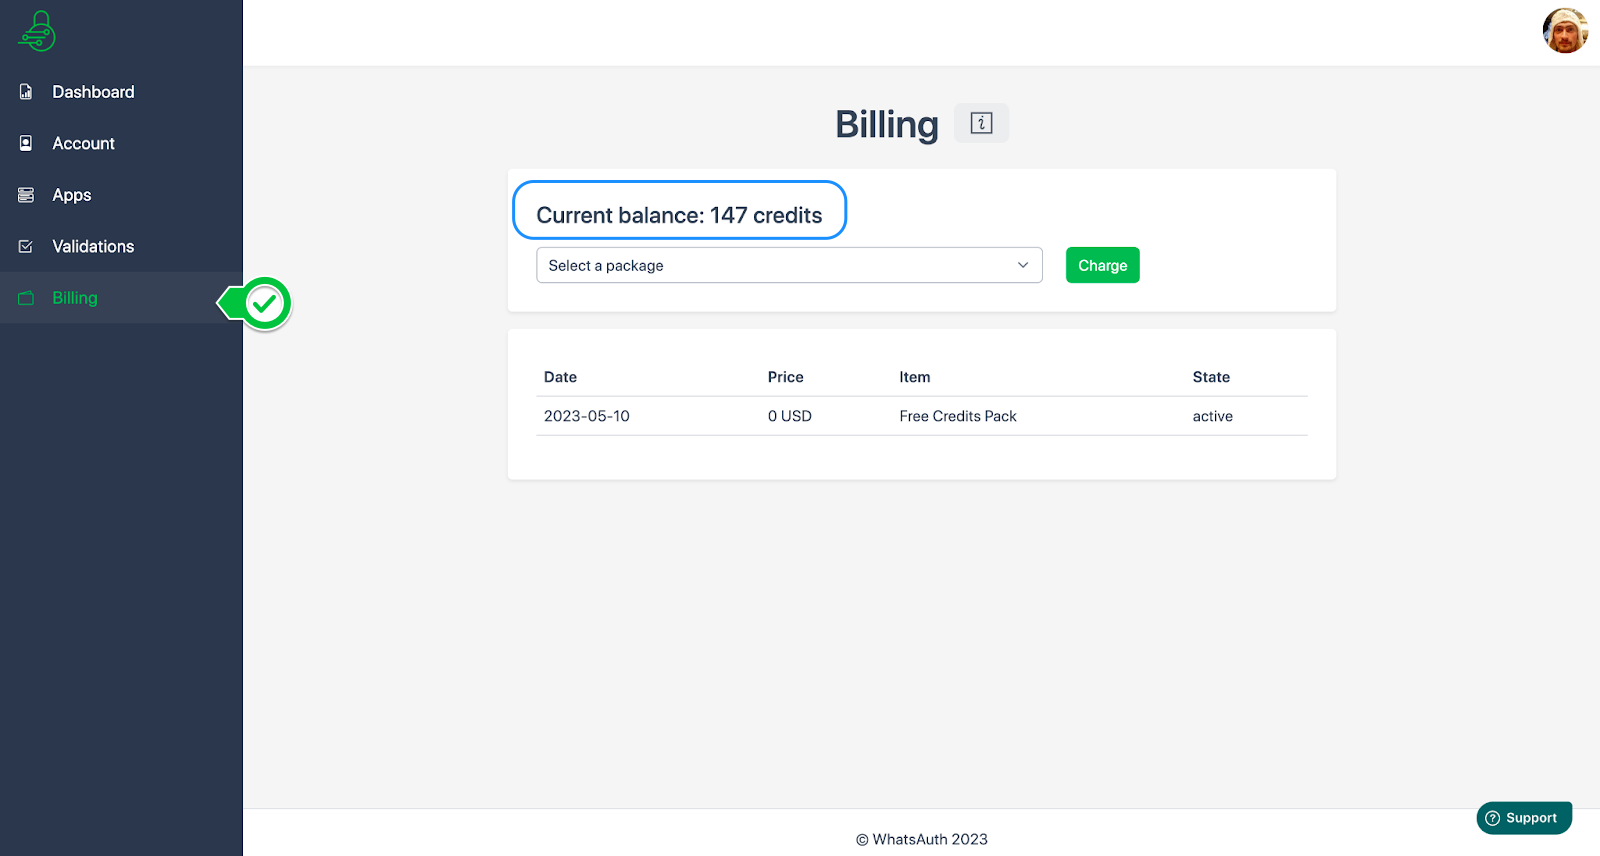 Dashboard
Account
Apps
Validations
Billing
Billing
Current balance: 147 credits
Select a package
Charge
Date Price Item State
2023-05-10 0 USD Free Credits Pack active
Support
© WhatsAuth 2023